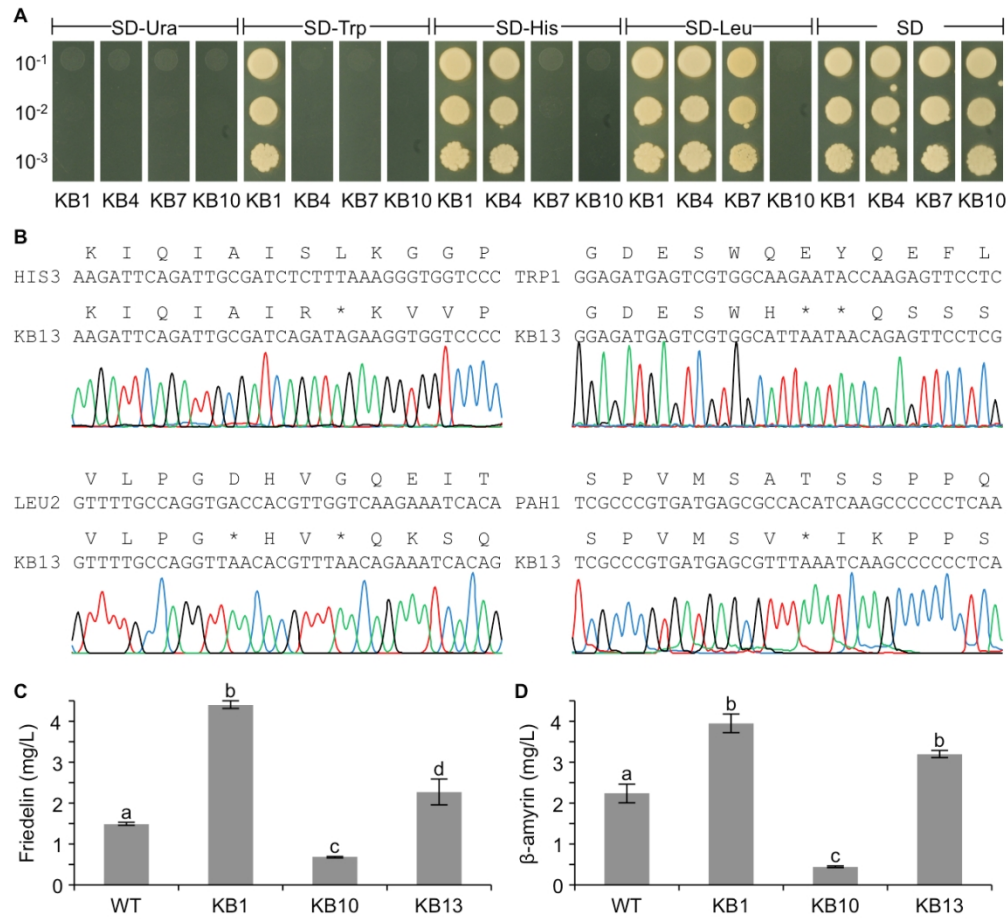 A
SD-Ura SD-Trp SD-His SD-Leu SD
10-1
10-2
10-3
KB1 KB4 KB7 KB10 KB1 KB4 KB7 KB10 KB1 KB4 KB7 KB10 KB1 KB4 KB7 KB10 KB1 KB4 KB7 KB10
B
K I Q I A I S L K G G P
HIS3 AAGATTCAGATTGCGATCTCTTTAAAGGGTGGTCCC
K I Q I A I R * K V V P
KB13 AAGATTCAGATTGCGATCAGATAGAAGGTGGTCCCC
G D E S W Q E Y Q E F L
TRP1 GGAGATGAGTCGTGGCAAGAATACCAAGAGTTCCTC
G D E S W H * * Q S S S
KB13 GGAGATGAGTCGTGGCATTAATAACAGAGTTCCTCG
V L P G D H V G Q E I T
LEU2 GTTTTGCCAGGTGACCACGTTGGTCAAGAAATCACA
V L P G * H V * Q K S Q
KB13 GTTTTGCCAGGTTAACACGTTTAACAGAAATCACAG
S P V M S A T S S P P Q
PAH1 TCGCCCGTGATGAGCGCCACATCAAGCCCCCCTCAA
S P V M S V * I K P P S
KB13 TCGCCCGTGATGAGCGTTTAAATCAAGCCCCCCTCA
C
Friedelin (mg/L)
4
3
2
1
0
a
b
c
d
WT KB1 KB10 KB13
D
β-amyrin (mg/L)
4
3
2
1
0
a
b
c
b
WT KB1 KB10 KB13